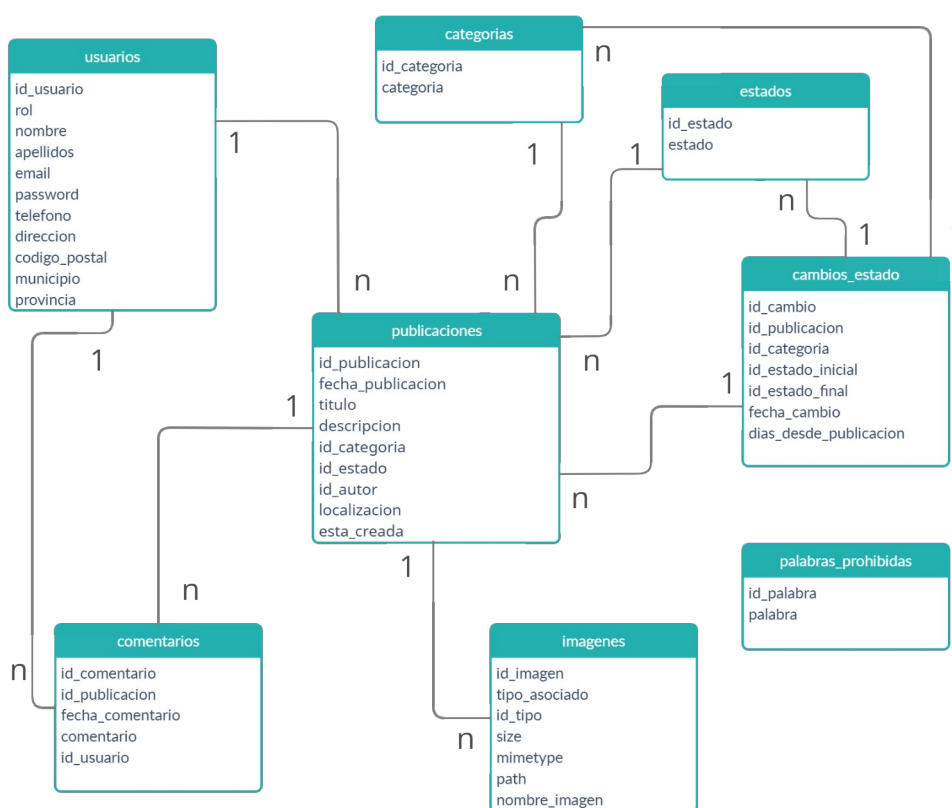 usuarios
id_usuario
rol
nombre
apellidos
email
password
telefono
direccion
codigo_postal
municipio
provincia
categorias
id_categoria
categoria
estados
id_estado
estado
cambios_estado
id_cambio
id_publicacion
id_categoria
id_estado_inicial
id_estado_final
fecha_cambio
dias_desde_publicacion
publicaciones
id_publicacion
fecha_publicacion
titulo
descripcion
id_categoria
id_estado
id_autor
localizacion
esta_creada
palabras_prohibidas
id_palabra
palabra
comentarios
id_comentario
id_publicacion
fecha_comentario
comentario
id_usuario
imagenes
id_imagen
tipo_asociado
id_tipo
size
mimetype
path
nombre_imagen
1
n
1
n
1
n
n
n
1
1
n
1
n
1
n
1
n